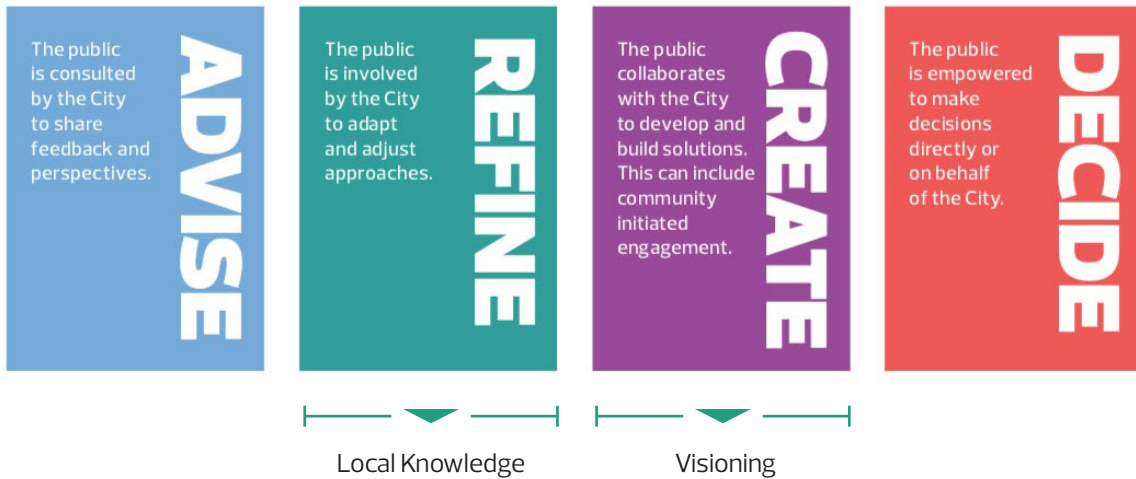 The public
is consulted
by the City
to share
feedback and
perspectives.
ADVISE
The public
is involved
by the City
to adapt
and adjust
approaches.
REFINE
The public
collaborates
with the City
to develop and
build solutions.
This can include
community
initiated
engagement.
CREATE
The public
is empowered
to make
decisions
directly or
on behalf
of the City.
DECIDE
Local Knowledge
Visioning